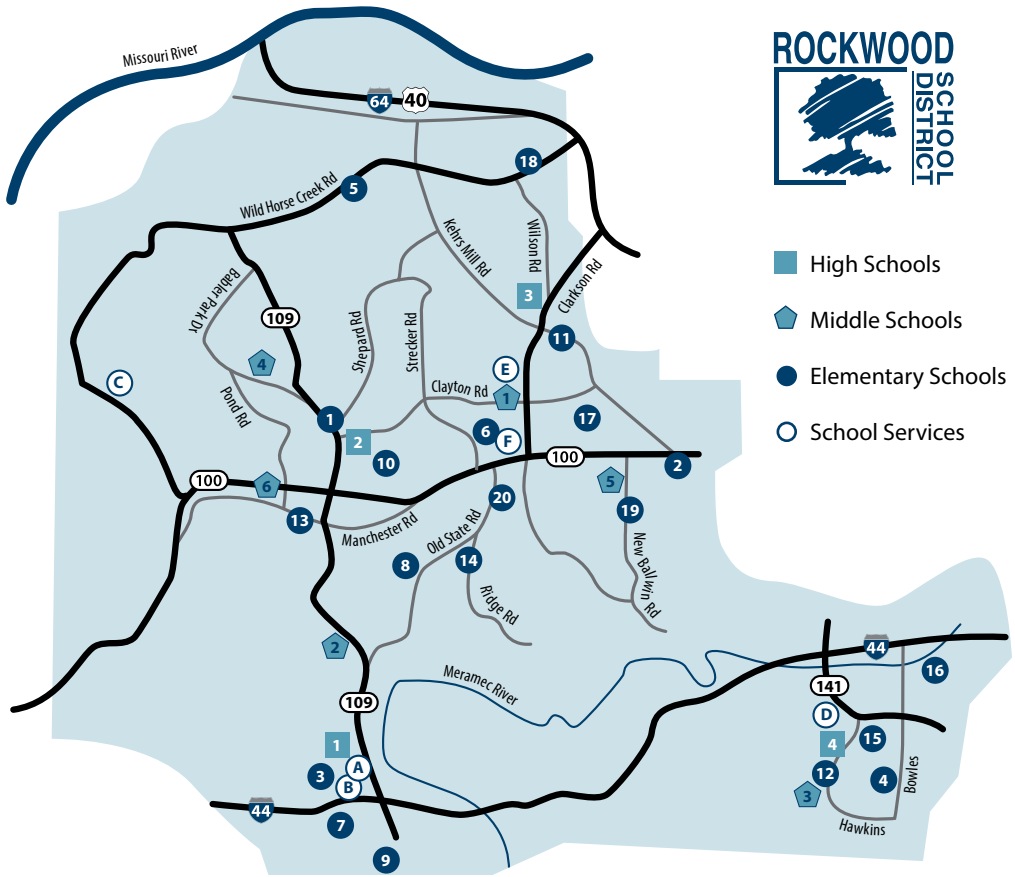 Missouri River
ROCKWOOD
SCHOOL
DISTRICT
64
40
18
5
Wild Horse Creek Rd
Kehrs Mill Rd
Wilson Rd
Clarkson Rd
High Schools
Middle Schools
Elementary Schools
School Services
Babler Park Dr
109
3
Shepard Rd
Strecker Rd
11
4
C
E
Clayton Rd
1
Pond Rd
1
2
6
F
17
10
100
2
100
6
5
20
19
13
Manchester Rd
Old State Rd
8
14
New Ballwin Rd
Ridge Rd
2
44
16
Meramec River
141
109
D
1
4
15
A
3
B
12
4
Bowles
3
44
7
Hawkins
9